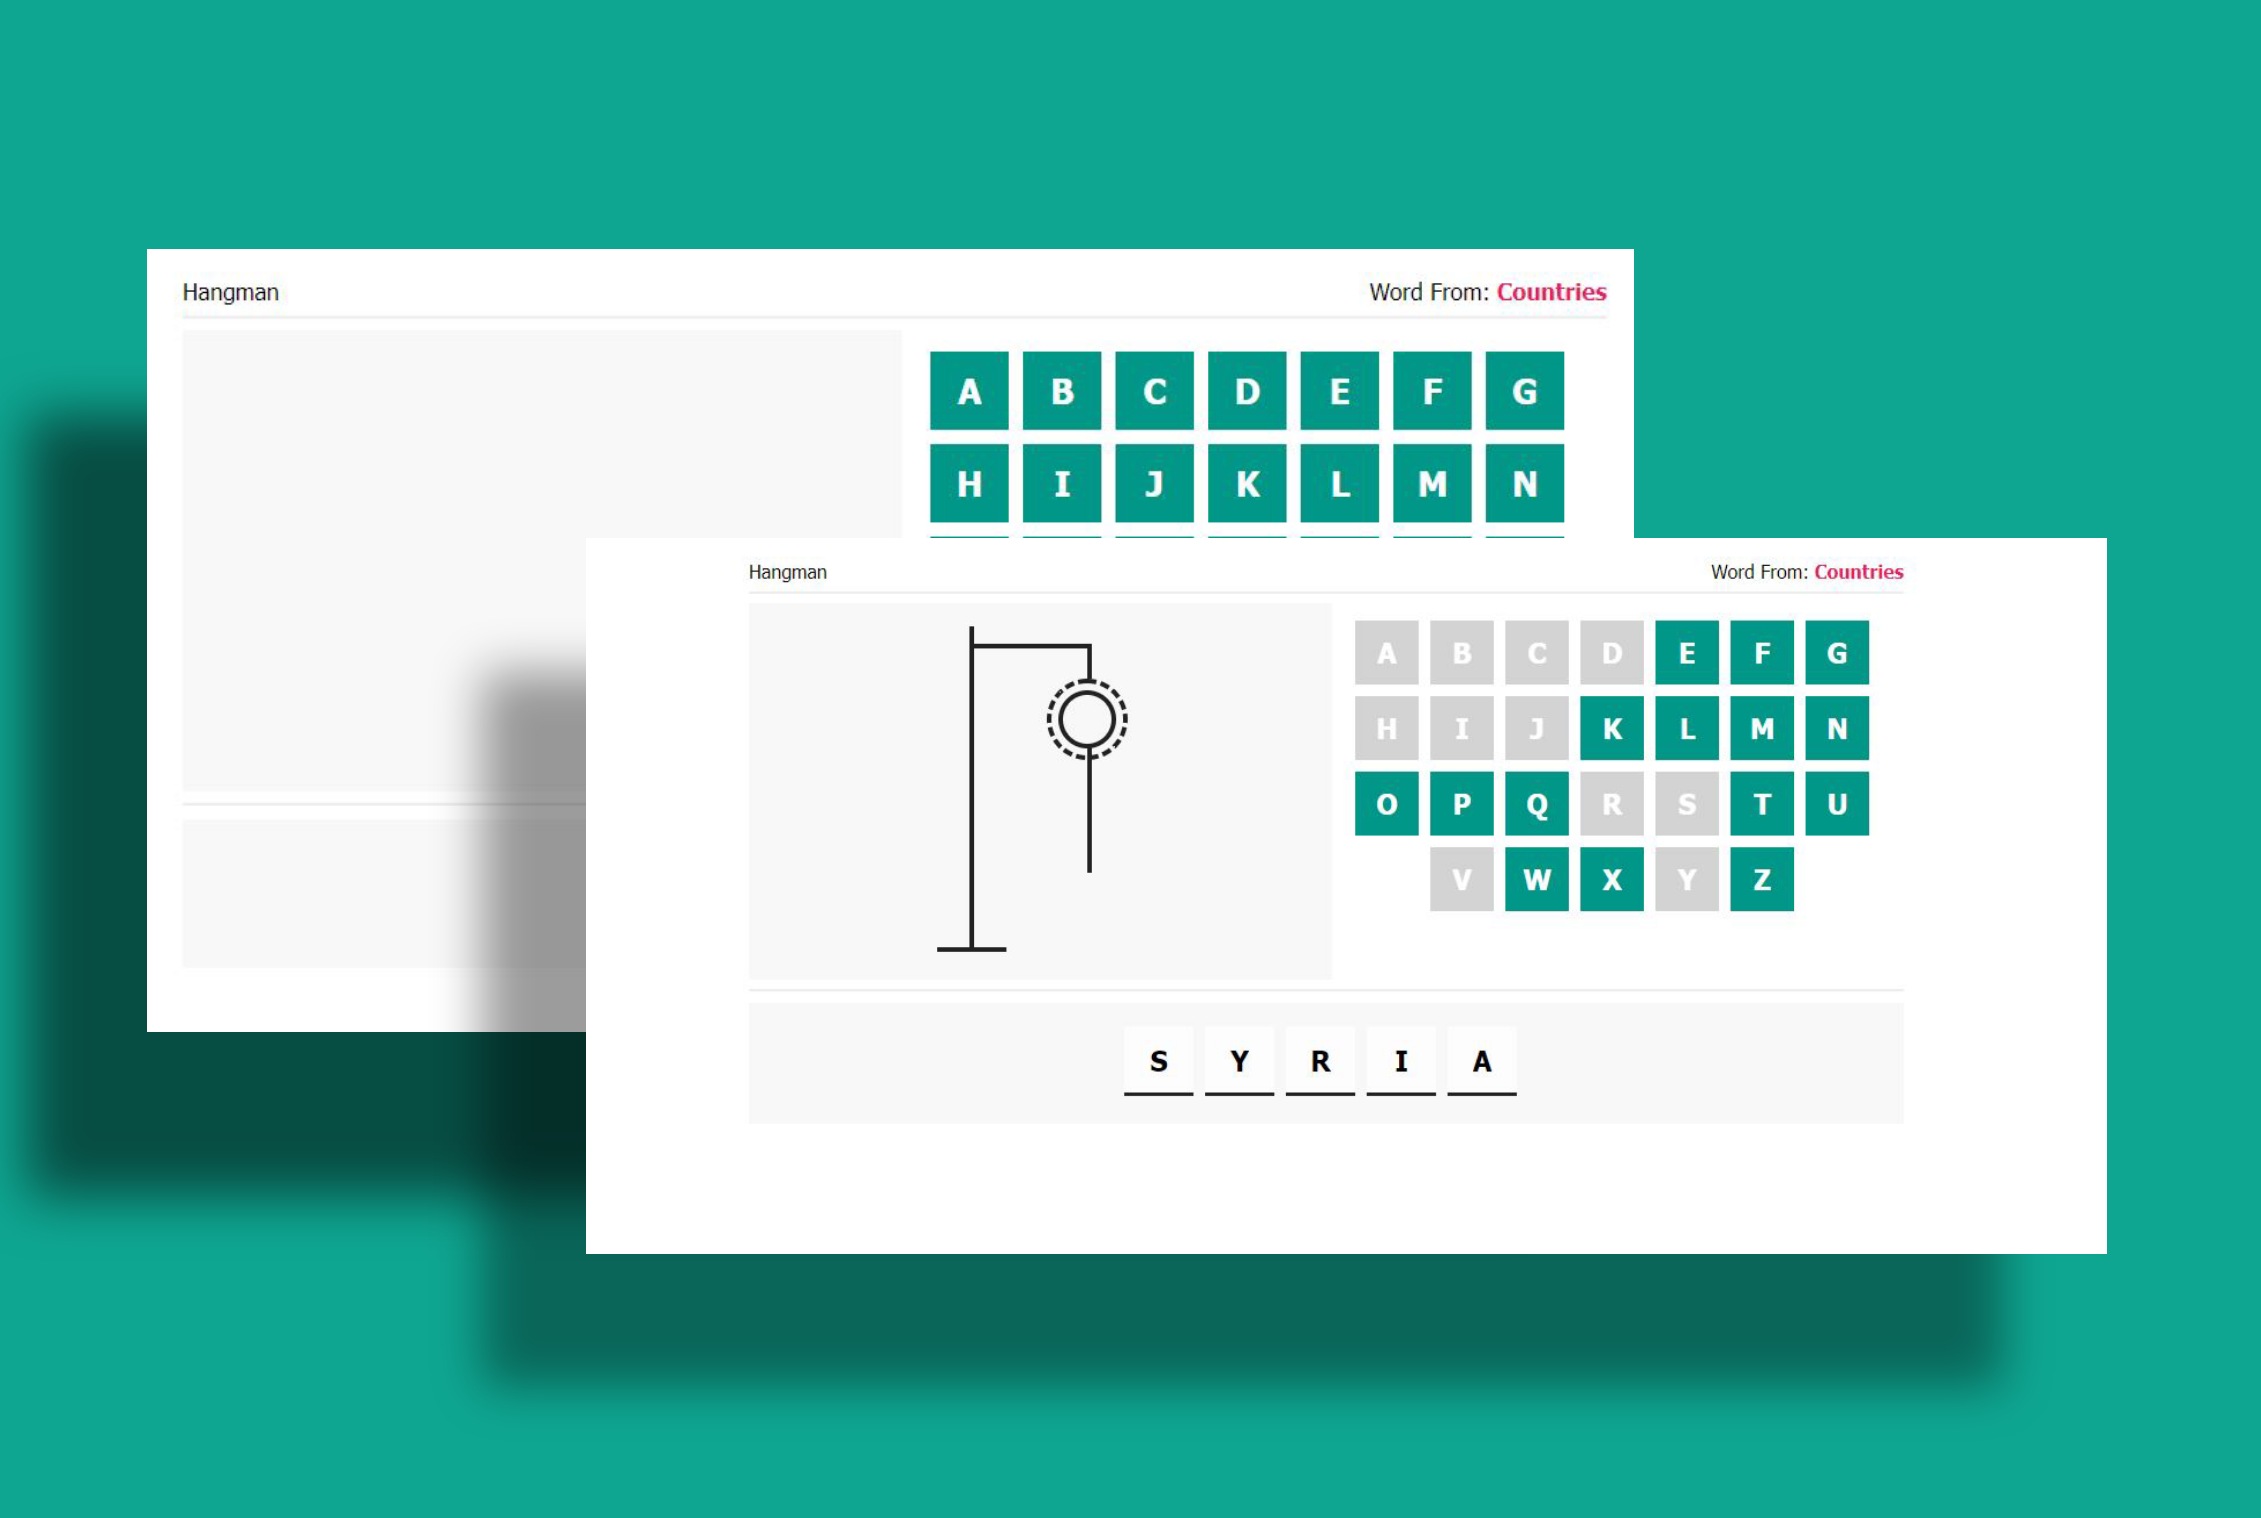 Hangman
Word From: Countries
A B C D E F G
H I J K L M N
Hangman
Word From: Countries
A B C D E F G
H I J K L M N
O P Q R S T U
V W X Y Z
S Y R I A